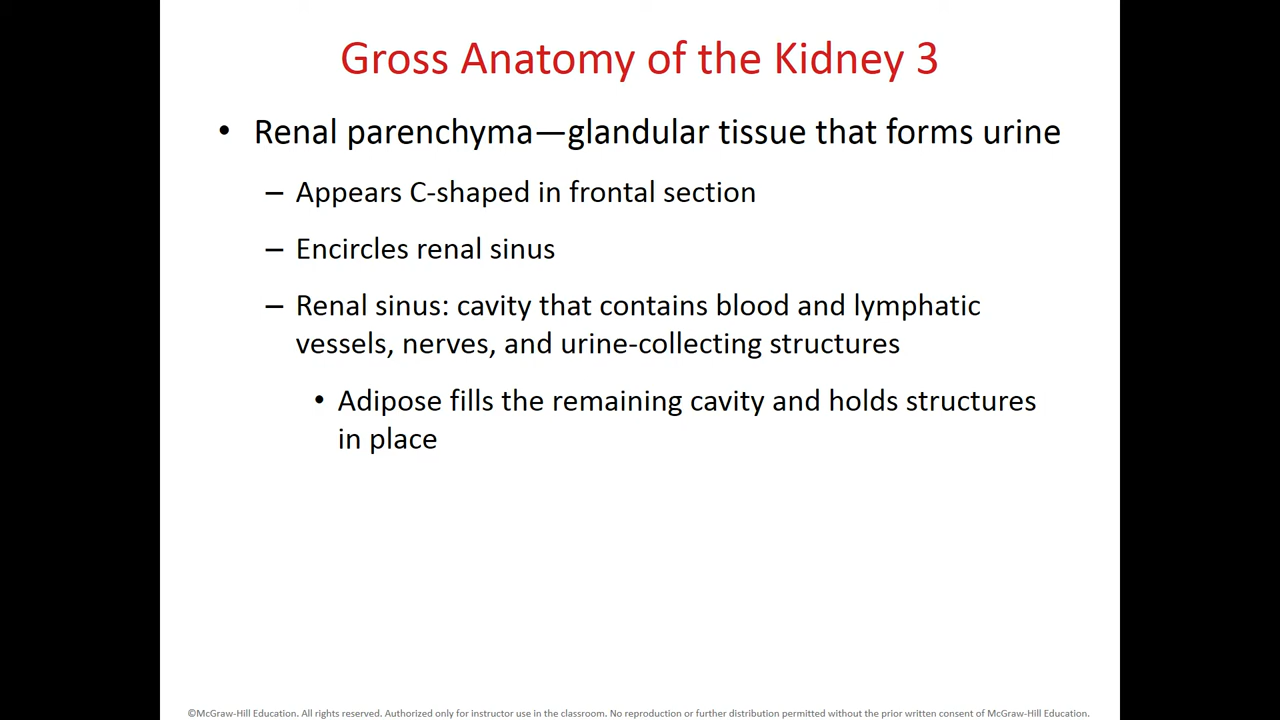 Gross Anatomy of the Kidney 3
• Renal parenchyma—glandular tissue that forms urine
– Appears C-shaped in frontal section
– Encircles renal sinus
– Renal sinus: cavity that contains blood and lymphatic
vessels, nerves, and urine-collecting structures
• Adipose fills the remaining cavity and holds structures
in place
©McGraw-Hill Education. All rights reserved. Authorized only for instructor use in the classroom. No reproduction or further distribution permitted without the prior written consent of McGraw-Hill Education.